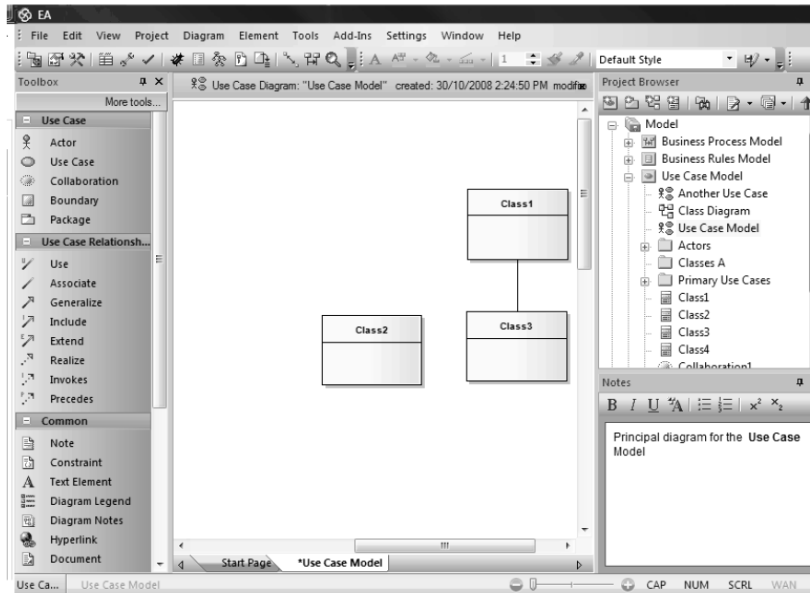 EA
File Edit View Project Diagram Element Tools Add-Ins Settings Window Help
A 1 Default Style
Toolbox
More tools...
Use Case
Actor
Use Case
Collaboration
Boundary
Package
Use Case Relationsh...
Use
Associate
Generalize
Include
Extend
Realize
Invokes
Precedes
Common
Note
Constraint
Text Element
Diagram Legend
Diagram Notes
Hyperlink
Document
Use Case Diagram: "Use Case Model" created: 30/10/2008 2:24:50 PM modifie
Class1
Class2
Class3
Start Page *Use Case Model
Project Browser
Model
Business Process Model
Business Rules Model
Use Case Model
Another Use Case
Class Diagram
Use Case Model
Actors
Classes A
Primary Use Cases
Class1
Class2
Class3
Class4
Collaboration1
Notes
B I U A x² x₂
Principal diagram for the Use Case
Model
Use Ca... Use Case Model CAP NUM SCRL WAN